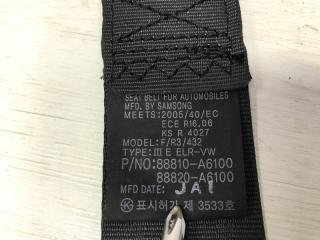 SEAT BELT FOR AUTOMOBILES
MFD. BY SAMSONG
MEETS:2005/40/EC
ECE R16.06
KS R 4027
MODEL:F/R3/432
TYPE:ⅢE ELR-VW
P/NO:88810-A6100
88820-A6100
MFD DATE: JA1
표시허가 제 3533호